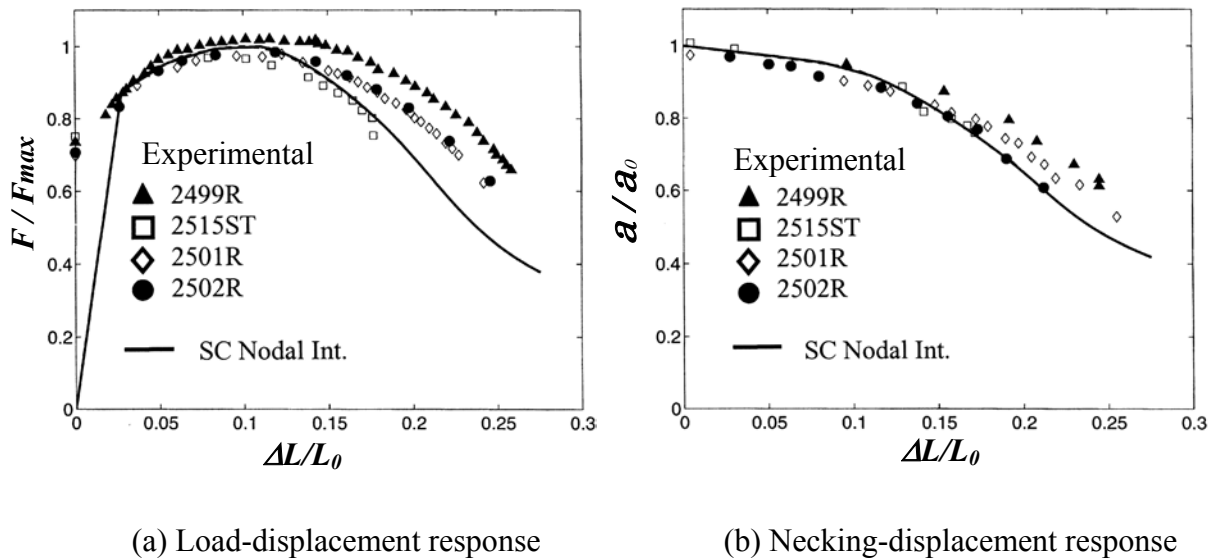 1
0.8
0.6
0.4
0.2
0
0
0.05
0.1
0.15
0.2
0.25
0.3
F / Fmax
ΔL/L₀
Experimental
2499R
2515ST
2501R
2502R
SC Nodal Int.
(a) Load-displacement response
1
0.8
0.6
0.4
0.2
0
0
0.05
0.1
0.15
0.2
0.25
0.3
a / a₀
ΔL/L₀
Experimental
2499R
2515ST
2501R
2502R
SC Nodal Int.
(b) Necking-displacement response